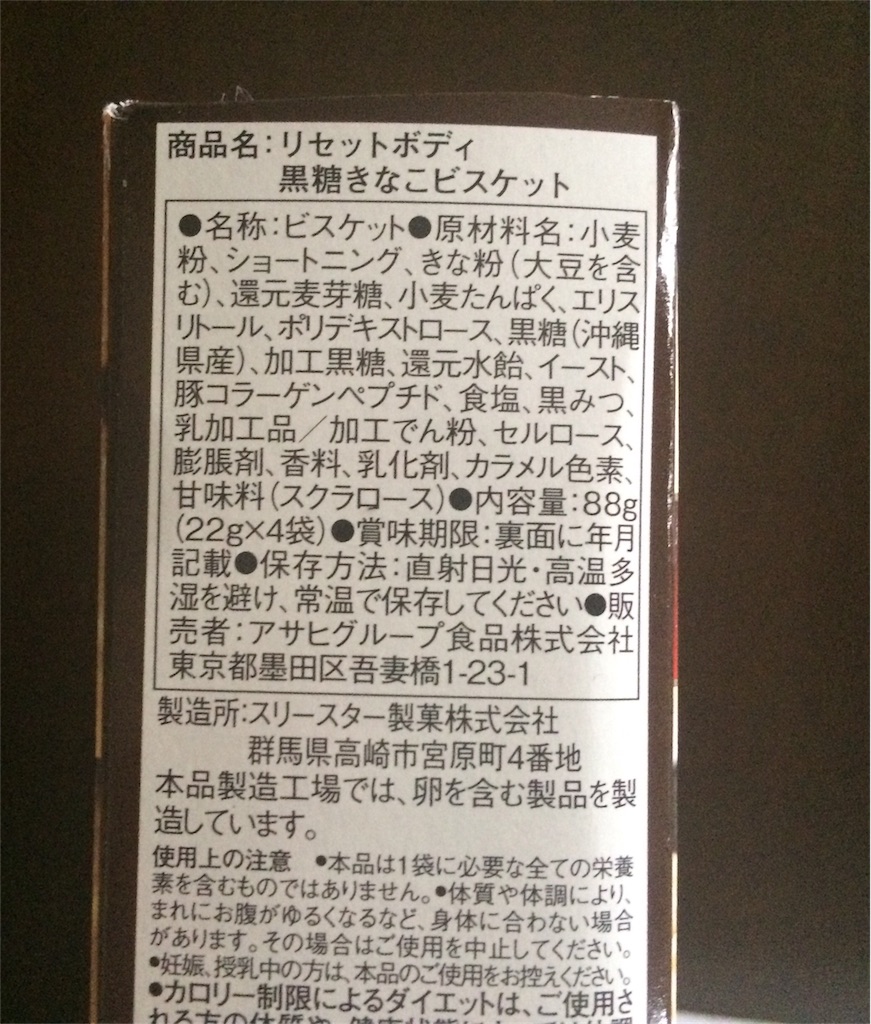 商品名：リセットボディ
黒糖きなこビスケット
●名称：ビスケット●原材料名：小麦
粉、ショートニング、きな粉（大豆を含
む）、還元麦芽糖、小麦たんぱく、エリス
リトール、ポリデキストロース、黒糖（沖縄
県産）、加工黒糖、還元水飴、イースト、
豚コラーゲンペプチド、食塩、黒みつ、
乳加工品／加工でん粉、セルロース、
膨脹剤、香料、乳化剤、カラメル色素、
甘味料（スクラロース）●内容量：88g
（22g×4袋）●賞味期限：裏面に年月
記載●保存方法：直射日光・高温多
湿を避け、常温で保存してください●販
売者：アサヒグループ食品株式会社
東京都墨田区吾妻橋1-23-1
製造所：スリースター製菓株式会社
群馬県高崎市宮原町4番地
本品製造工場では、卵を含む製品を製
造しています。
使用上の注意 ●本品は1袋に必要な全ての栄養
素を含むものではありません。●体質や体調により、
まれにお腹がゆるくなるなど、身体に合わない場合
があります。その場合はご使用を中止してください。
●妊娠、授乳中の方は、本品のご使用をお控えください。
●カロリー制限によるダイエットは、ご使用さ
れる方の体質や、健康状態に